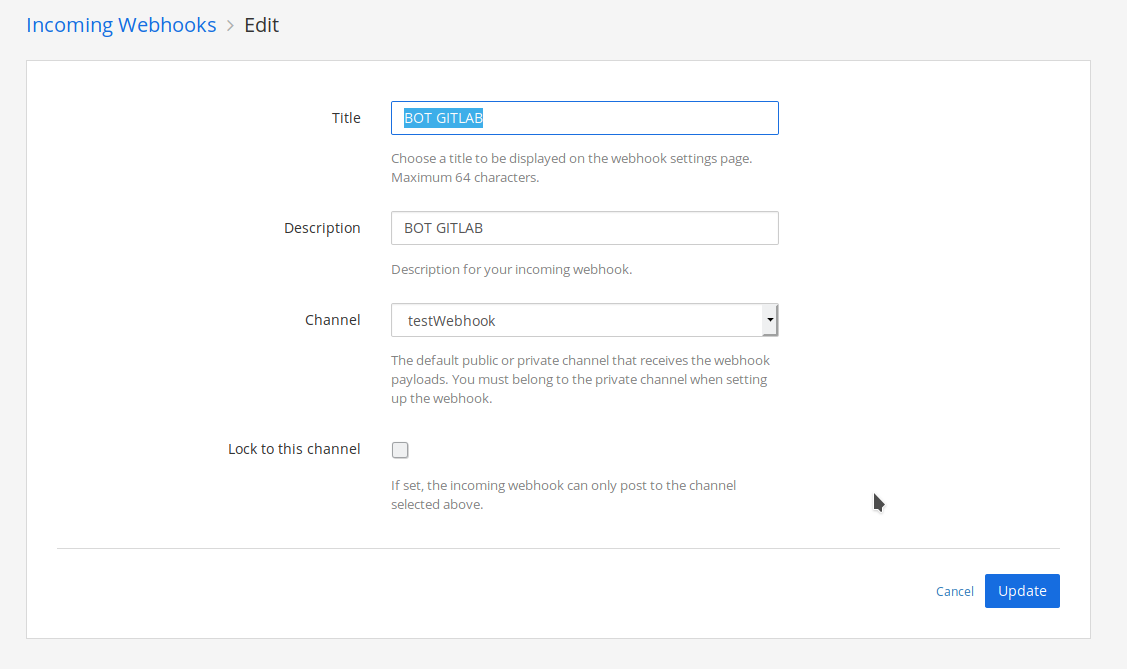 Incoming Webhooks > Edit
Title
BOT GITLAB
Choose a title to be displayed on the webhook settings page.
Maximum 64 characters.
Description
BOT GITLAB
Description for your incoming webhook.
Channel
testWebhook
The default public or private channel that receives the webhook
payloads. You must belong to the private channel when setting
up the webhook.
Lock to this channel
If set, the incoming webhook can only post to the channel
selected above.
Cancel
Update